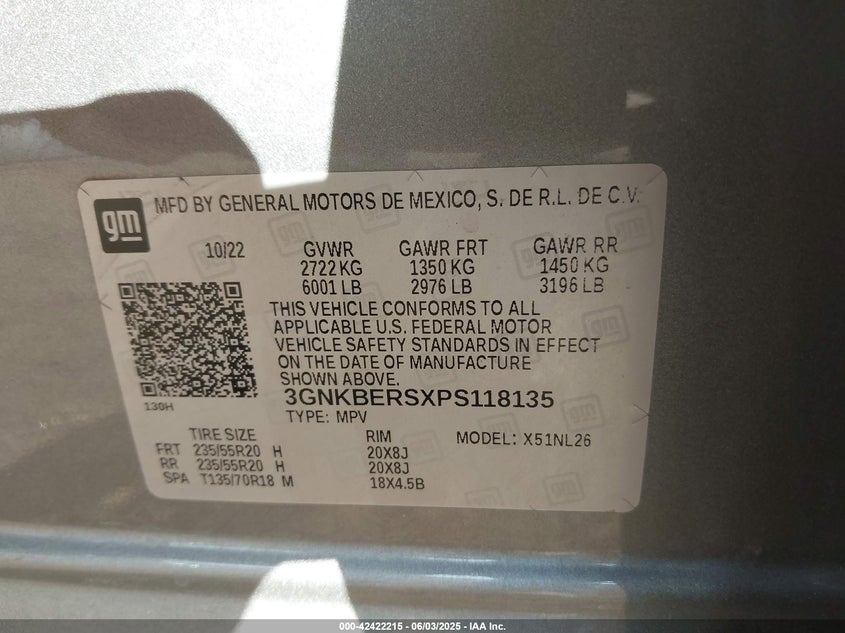 gm
MFD BY GENERAL MOTORS DE MEXICO, S. DE R.L. DE C.V.
10/22 GVWR GAWR FRT GAWR RR
2722 KG 1350 KG 1450 KG
6001 LB 2976 LB 3196 LB
THIS VEHICLE CONFORMS TO ALL
APPLICABLE U.S. FEDERAL MOTOR
VEHICLE SAFETY STANDARDS IN EFFECT
ON THE DATE OF MANUFACTURE
SHOWN ABOVE.
130H
3GNKBERSXPS118135
TYPE: MPV
TIRE SIZE RIM MODEL: X51NL26
FRT 235/55R20 H 20X8J
RR 235/55R20 H 20X8J
SPA T135/70R18 M 18X4.5B
000-42422215 - 06/03/2025 - IAA Inc.